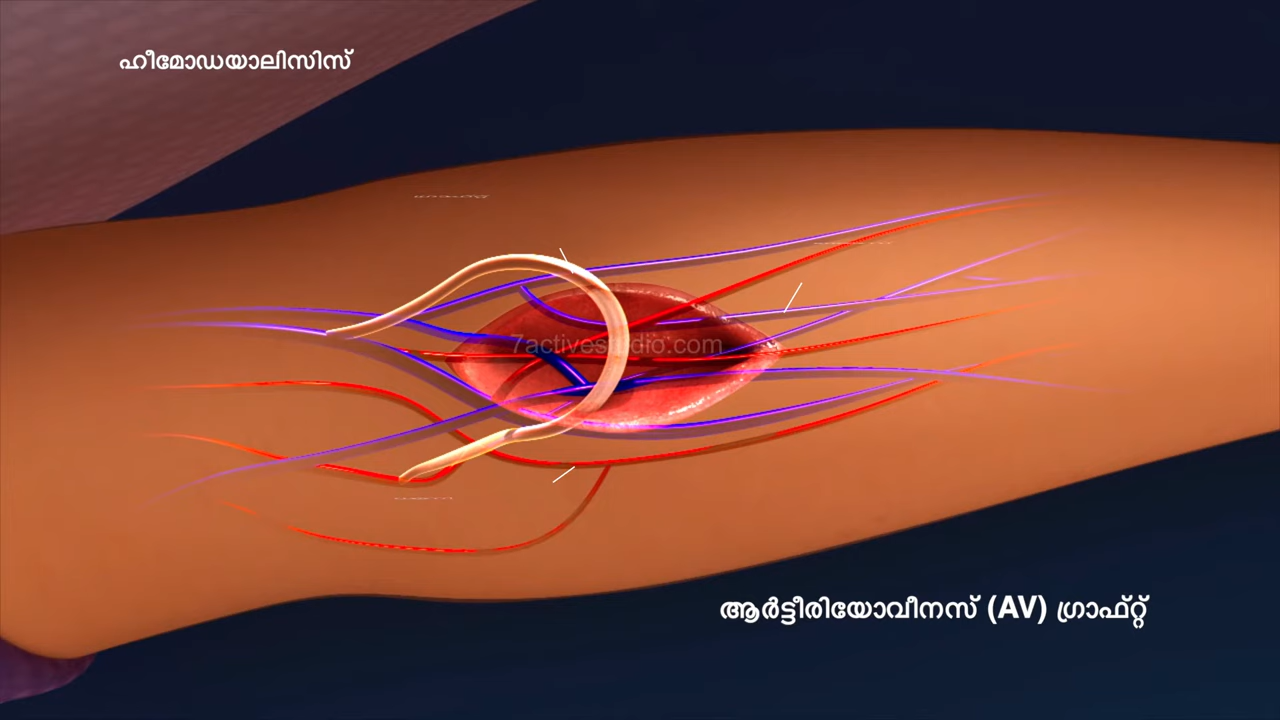 ഹീമോഡയാലിസിസ്
7activestudio.com
ആർട്ടീരിയോവീനസ് (AV) ഗ്രാഫ്റ്റ്